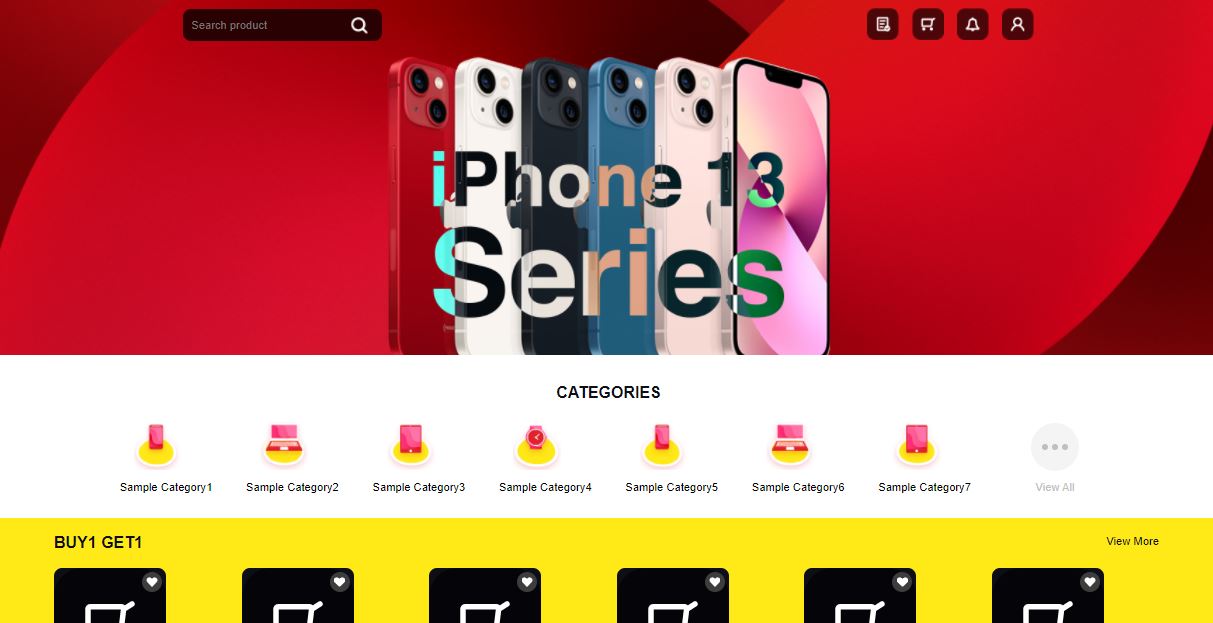 Search product
iPhone 13
Series
CATEGORIES
Sample Category1
Sample Category2
Sample Category3
Sample Category4
Sample Category5
Sample Category6
Sample Category7
View All
BUY1 GET1
View More